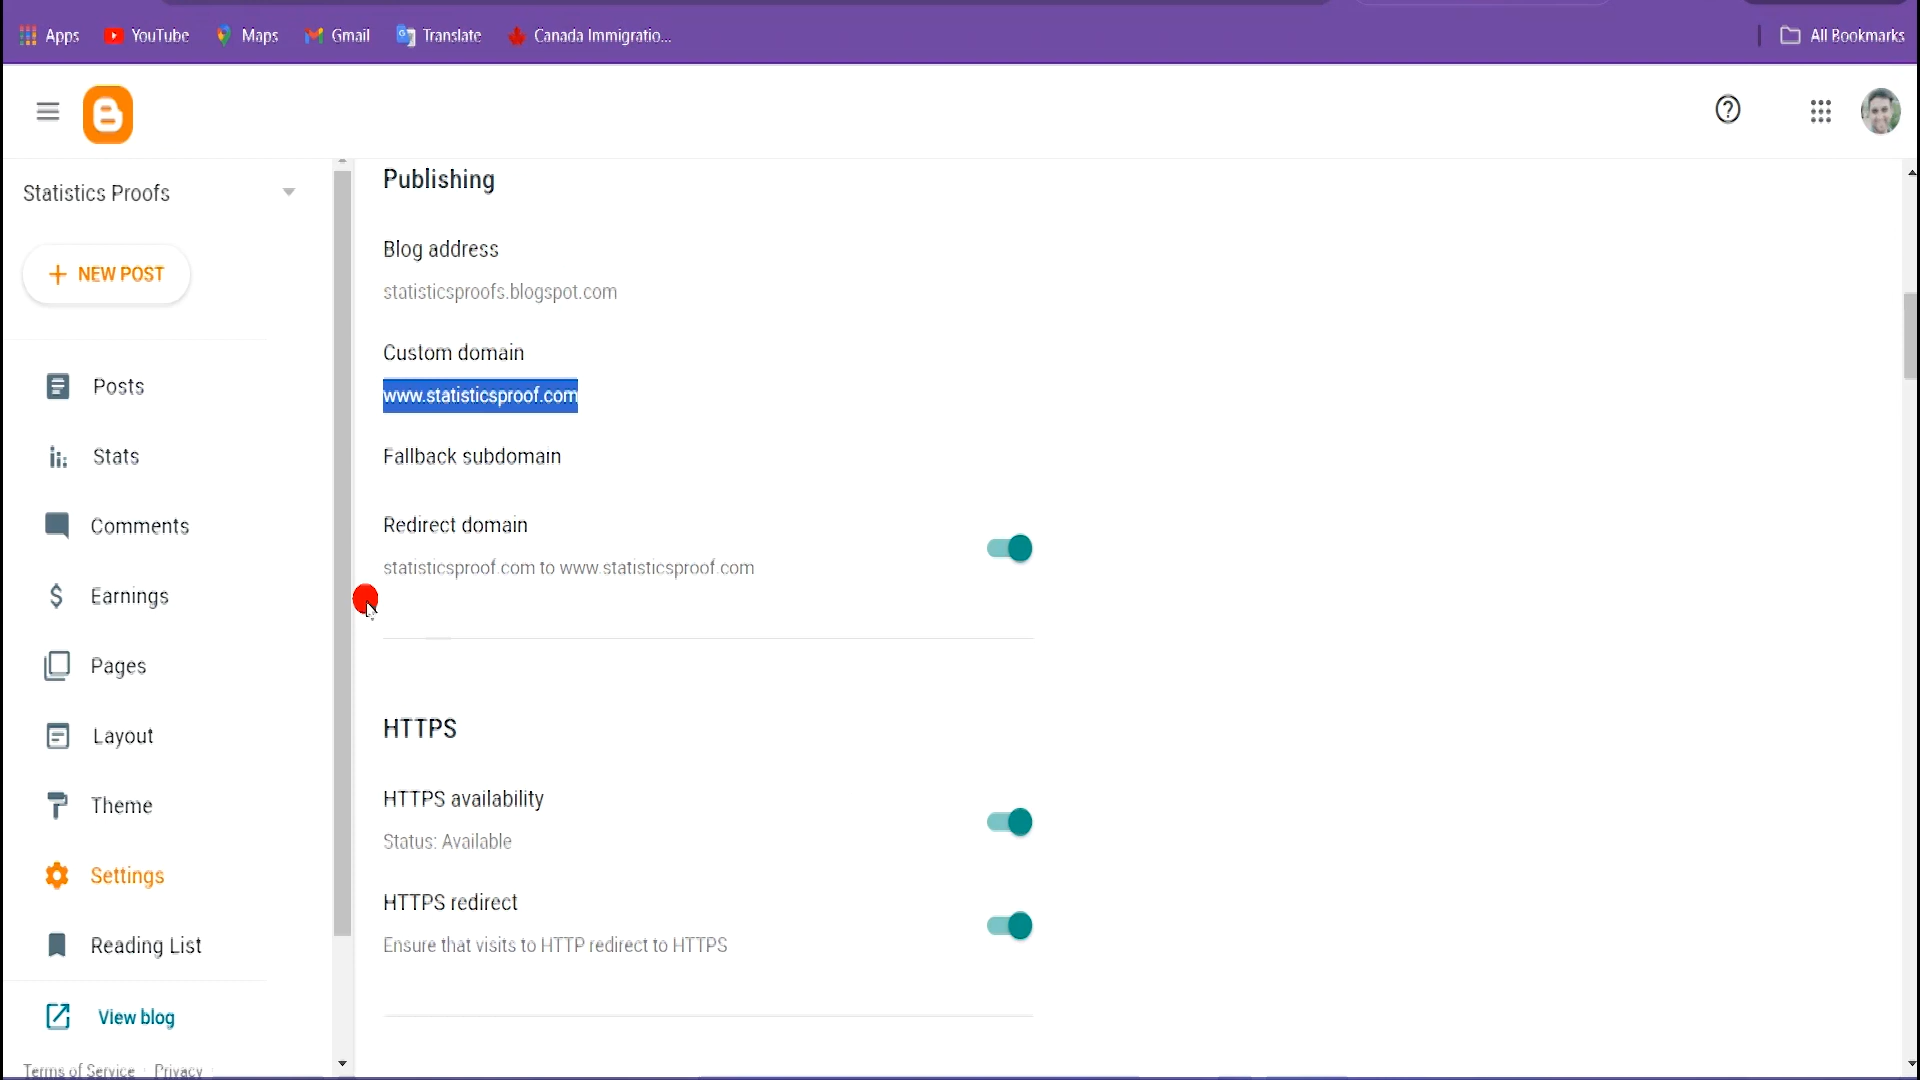 Apps YouTube Maps Gmail Translate Canada Immigratio... All Bookmarks
Statistics Proofs
NEW POST
Posts
Stats
Comments
Earnings
Pages
Layout
Theme
Settings
Reading List
View blog
Terms of Service Privacy
Publishing
Blog address
statisticsproofs.blogspot.com
Custom domain
www.statisticsproof.com
Fallback subdomain
Redirect domain
statisticsproof.com to www.statisticsproof.com
HTTPS
HTTPS availability
Status: Available
HTTPS redirect
Ensure that visits to HTTP redirect to HTTPS